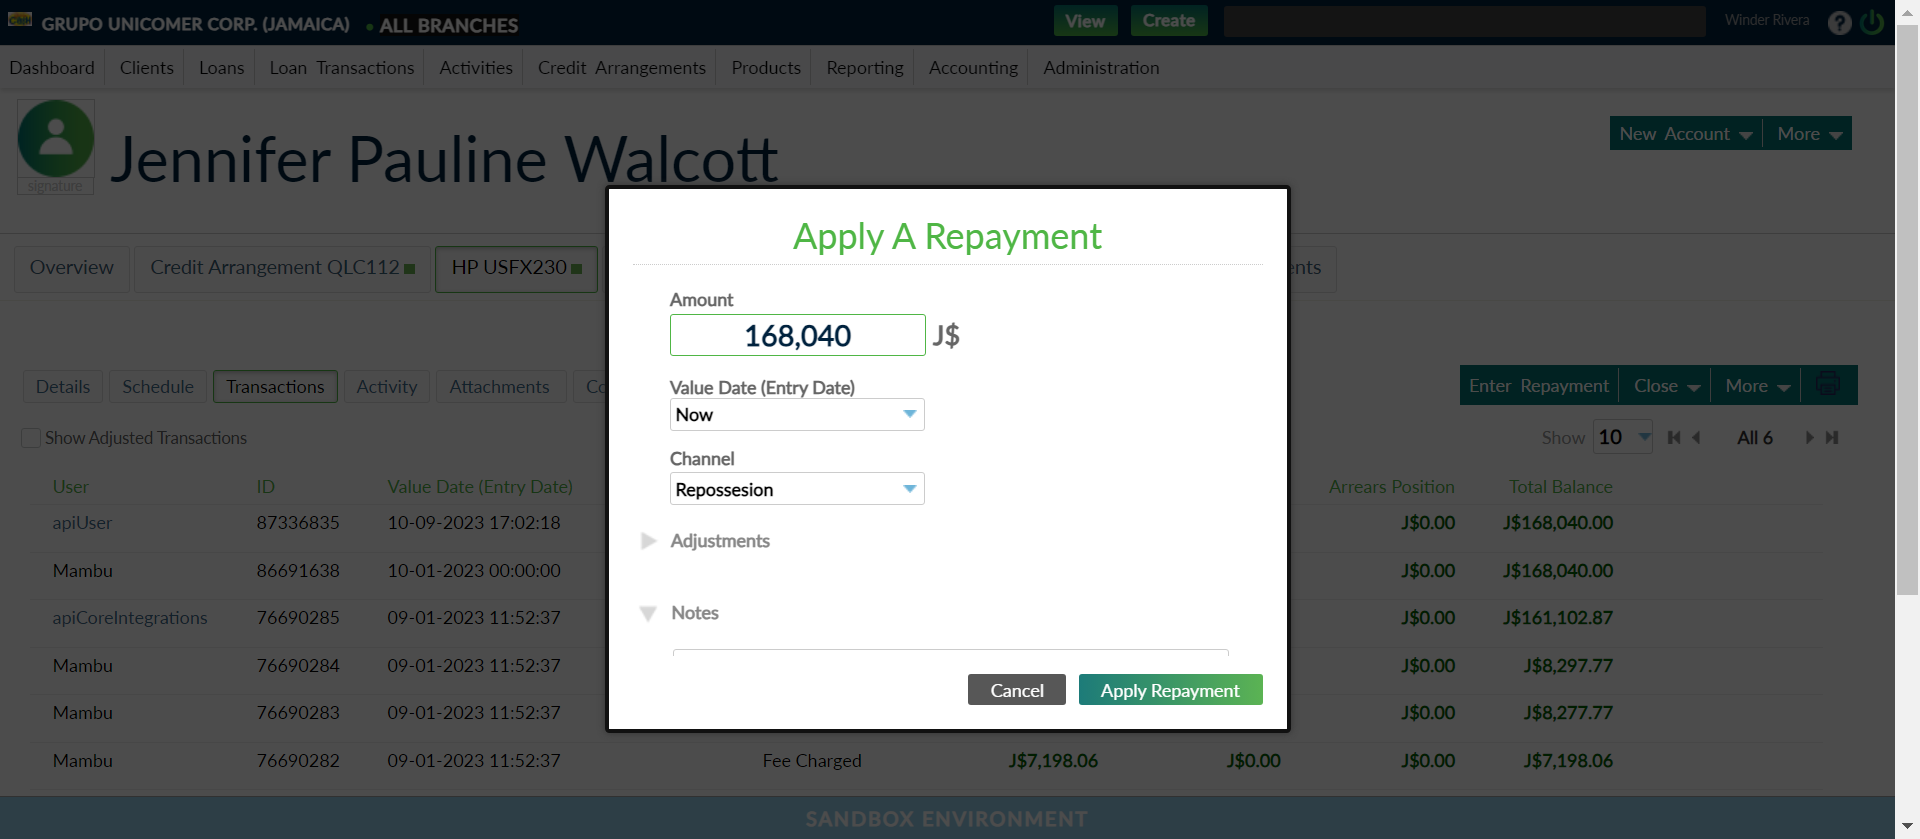 GRUPO UNICOMER CORP. (JAMAICA) ALL BRANCHES View Create Winder Rivera ?
Dashboard Clients Loans Loan Transactions Activities Credit Arrangements Products Reporting Accounting Administration
signature
Jennifer Pauline Walcott
New Account More
Overview Credit Arrangement QLC112 HP USFX230 ents
Apply A Repayment
Amount
168,040 J$
Value Date (Entry Date)
Now
Channel
Repossesion
Adjustments
Notes
Cancel Apply Repayment
Details Schedule Transactions Activity Attachments Co
Enter Repayment Close More
Show Adjusted Transactions
Show 10 All 6
User ID Value Date (Entry Date) Arrears Position Total Balance
apiUser 87336835 10-09-2023 17:02:18 J$0.00 J$168,040.00
Mambu 86691638 10-01-2023 00:00:00 J$0.00 J$168,040.00
apiCoreIntegrations 76690285 09-01-2023 11:52:37 J$0.00 J$161,102.87
Mambu 76690284 09-01-2023 11:52:37 J$0.00 J$8,297.77
Mambu 76690283 09-01-2023 11:52:37 J$0.00 J$8,277.77
Mambu 76690282 09-01-2023 11:52:37 Fee Charged J$7,198.06 J$0.00 J$0.00 J$7,198.06
SANDBOX ENVIRONMENT